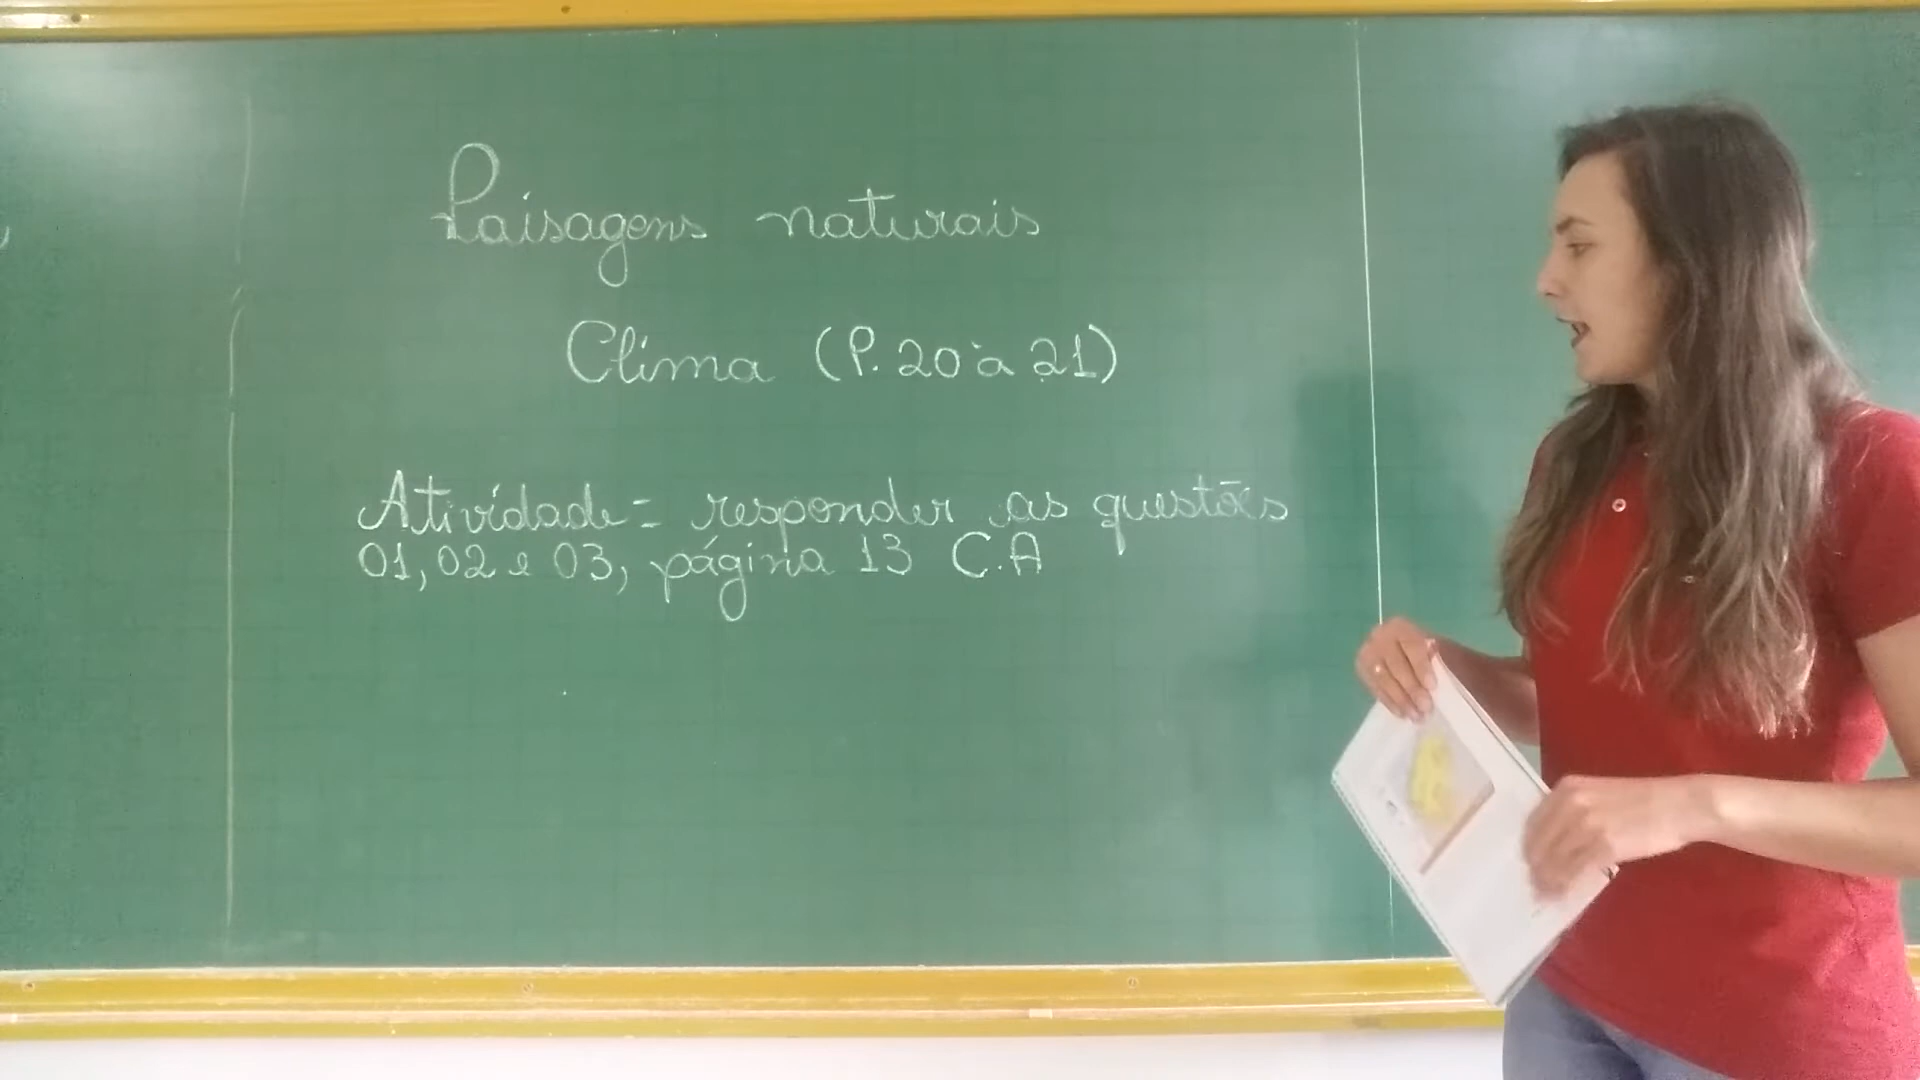 Paisagens naturais
Clima (P. 20 à 21)
Atividade = responder as questões
01, 02 e 03, página 13 C.A